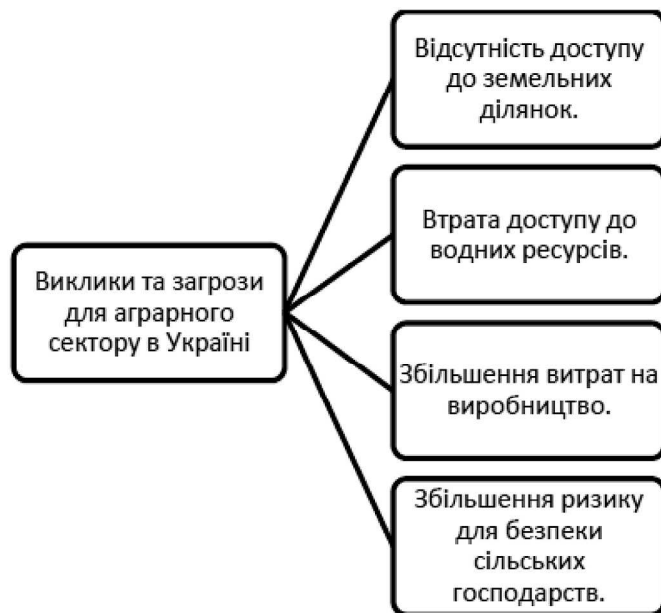 Виклики та загрози
для аграрного
сектору в Україні
Відсутність доступу
до земельних
ділянок.
Втрата доступу до
водних ресурсів.
Збільшення витрат на
виробництво.
Збільшення ризику
для безпеки
сільських
господарств.